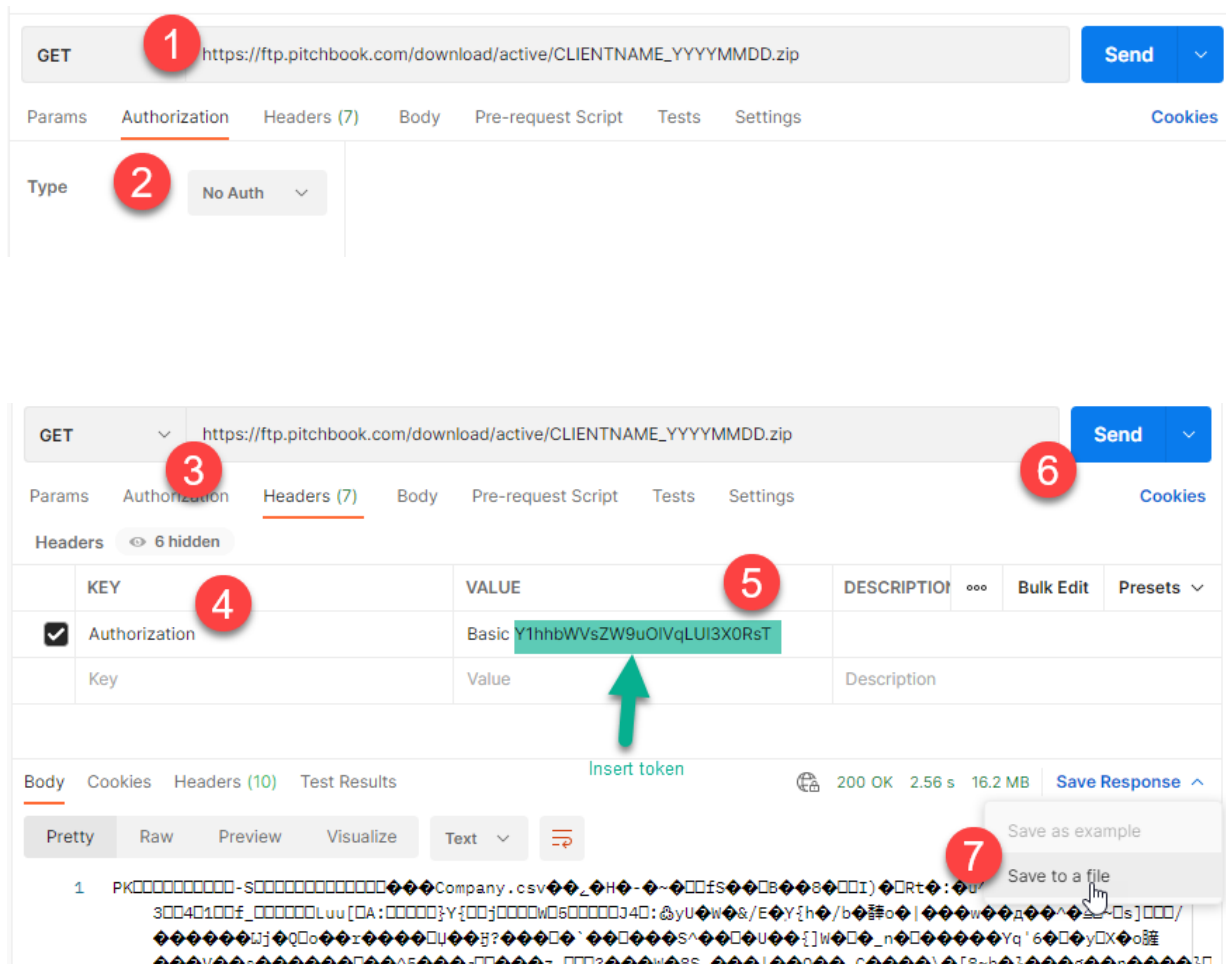 GET 1 https://ftp.pitchbook.com/download/active/CLIENTNAME_YYYYMMDD.zip Send
Params Authorization Headers (7) Body Pre-request Script Tests Settings Cookies
Type 2 No Auth
GET https://ftp.pitchbook.com/download/active/CLIENTNAME_YYYYMMDD.zip Send
3 6
Params Authorization Headers (7) Body Pre-request Script Tests Settings Cookies
Headers 6 hidden
KEY VALUE 5 DESCRIPTION ooo Bulk Edit Presets
4
Authorization Basic Y1hhbWVsZW9uOlVqLUl3X0RsT
Key Value Description
Insert token
Body Cookies Headers (10) Test Results 200 OK 2.56 s 16.2 MB Save Response
Pretty Raw Preview Visualize Text Save as example
7 Save to a file
1 Company.csv